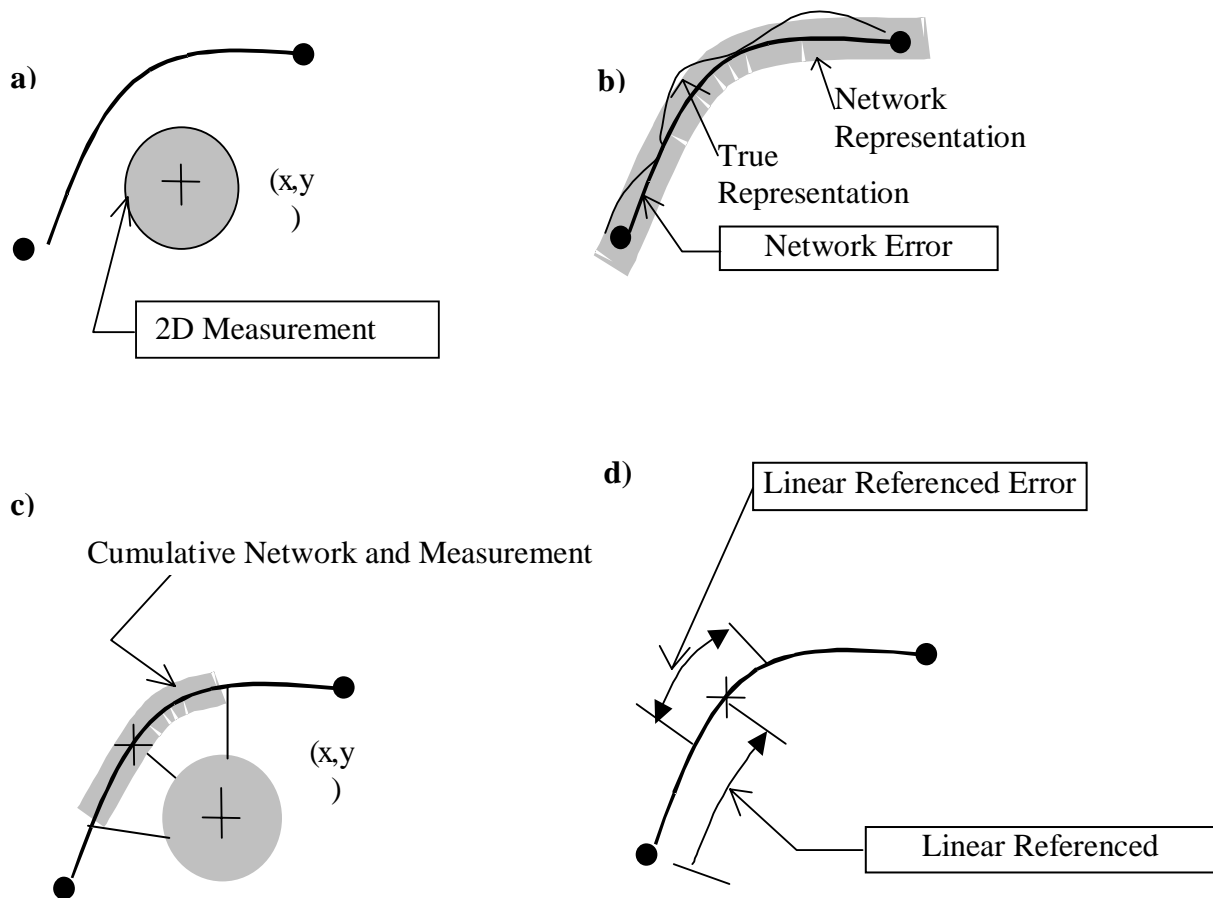 a)
(x,y
)
2D Measurement
b)
Network
Representation
True
Representation
Network Error
c)
Cumulative Network and Measurement
(x,y
)
d)
Linear Referenced Error
Linear Referenced